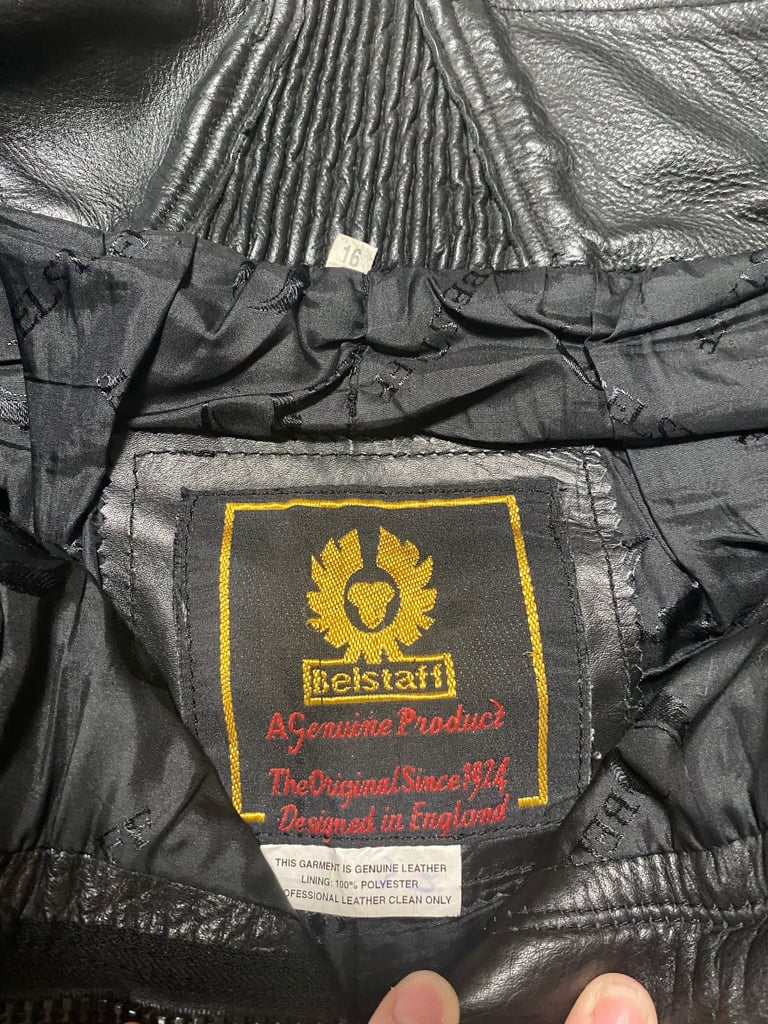 16
Belstaff
A Genuine Product
The Original Since 1924
Designed in England
THIS GARMENT IS GENUINE LEATHER
LINING: 100% POLYESTER
OFESSIONAL LEATHER CLEAN ONLY